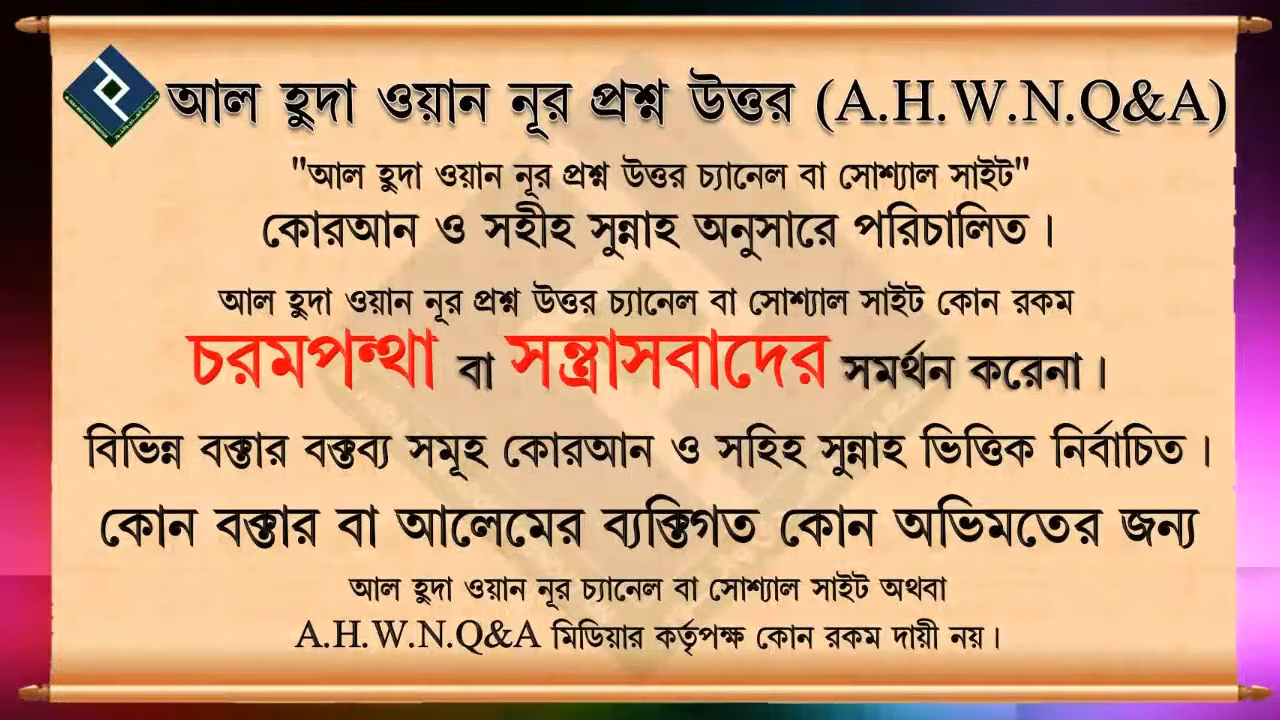 আল হুদা ওয়ান নূর প্রশ্ন উত্তর (A.H.W.N.Q&A)
"আল হুদা ওয়ান নূর প্রশ্ন উত্তর চ্যানেল বা সোশ্যাল সাইট"
কোরআন ও সহীহ সুন্নাহ অনুসারে পরিচালিত।
আল হুদা ওয়ান নূর প্রশ্ন উত্তর চ্যানেল বা সোশ্যাল সাইট কোন রকম
চরমপন্থা বা সন্ত্রাসবাদের সমর্থন করেনা।
বিভিন্ন বক্তার বক্তব্য সমূহ কোরআন ও সহিহ সুন্নাহ ভিত্তিক নির্বাচিত।
কোন বক্তার বা আলেমের ব্যক্তিগত কোন অভিমতের জন্য
আল হুদা ওয়ান নূর চ্যানেল বা সোশ্যাল সাইট অথবা
A.H.W.N.Q&A মিডিয়ার কর্তৃপক্ষ কোন রকম দায়ী নয়।